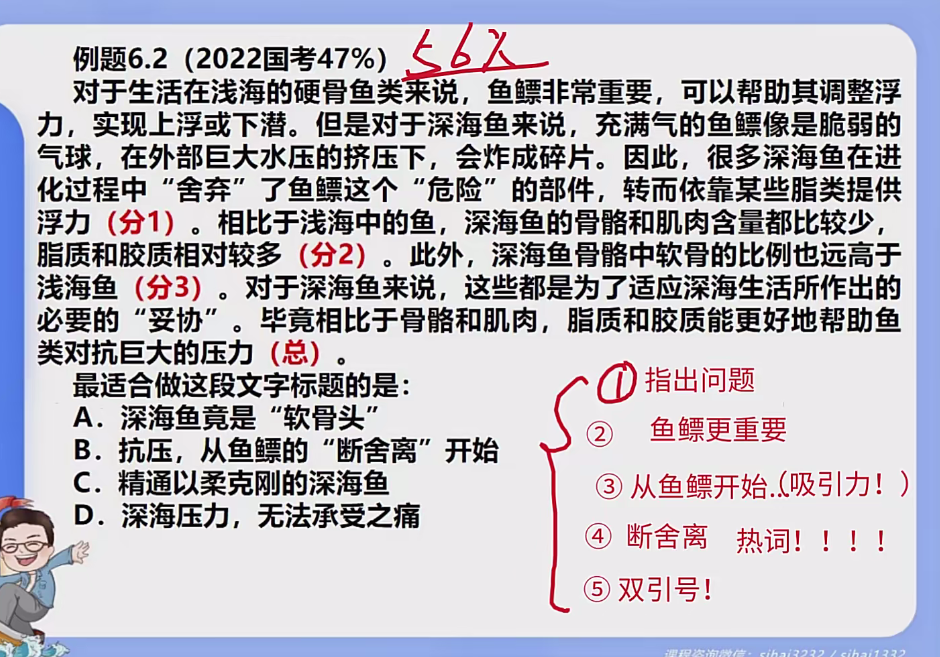 例题6.2（2022国考47%）
56%
对于生活在浅海的硬骨鱼类来说，鱼鳔非常重要，可以帮助其调整浮
力，实现上浮或下潜。但是对于深海鱼来说，充满气的鱼鳔像是脆弱的
气球，在外部巨大水压的挤压下，会炸成碎片。因此，很多深海鱼在进
化过程中“舍弃”了鱼鳔这个“危险”的部件，转而依靠某些脂类提供
浮力（分1）。相比于浅海中的鱼，深海鱼的骨骼和肌肉含量都比较少，
脂质和胶质相对较多（分2）。此外，深海鱼骨骼中软骨的比例也远高于
浅海鱼（分3）。对于深海鱼来说，这些都是为了适应深海生活所作出的
必要的“妥协”。毕竟相比于骨骼和肌肉，脂质和胶质能更好地帮助鱼
类对抗巨大的压力（总）。
最适合做这段文字标题的是：
A．深海鱼竟是“软骨头”
B．抗压，从鱼鳔的“断舍离”开始
C．精通以柔克刚的深海鱼
D．深海压力，无法承受之痛
① 指出问题
② 鱼鳔更重要
③ 从鱼鳔开始..（吸引力！）
④ 断舍离 热词！！！！
⑤ 双引号！
课程咨询微信：sihai3232 / sihai1332